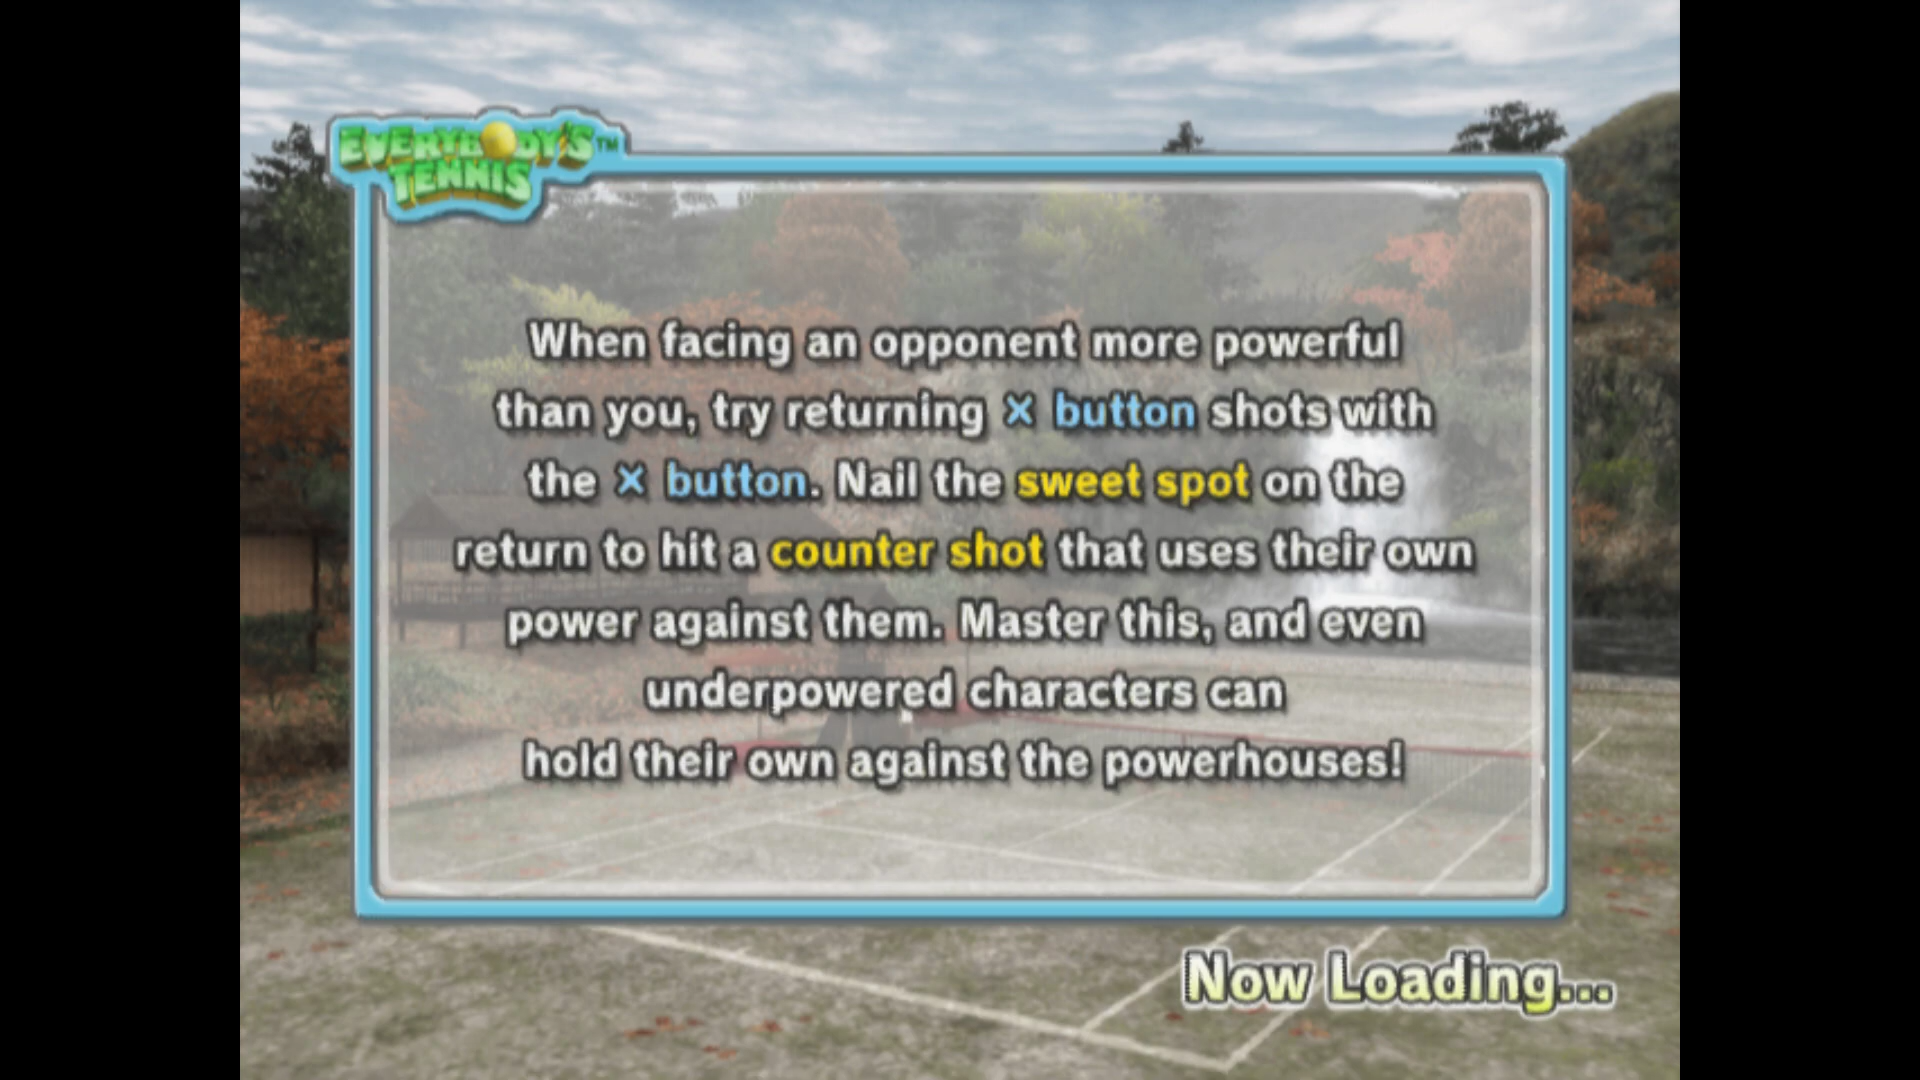 EVERYBODY'S™
TENNIS
When facing an opponent more powerful
than you, try returning × button shots with
the × button. Nail the sweet spot on the
return to hit a counter shot that uses their own
power against them. Master this, and even
underpowered characters can
hold their own against the powerhouses!
Now Loading...